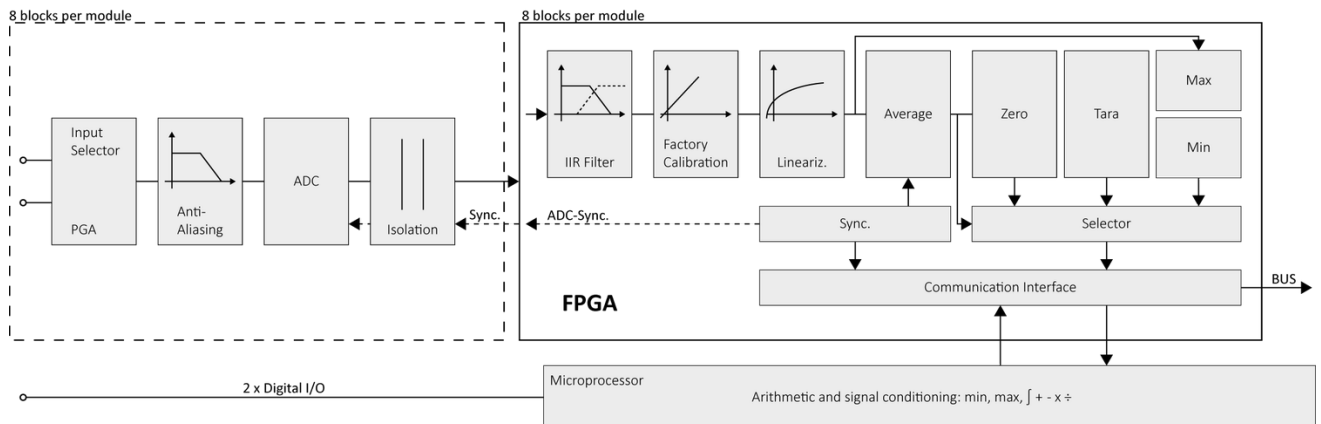 8 blocks per module
8 blocks per module
Input
Selector
PGA
Anti-
Aliasing
ADC
Isolation
IIR Filter
Factory
Calibration
Lineariz.
Average
Zero
Tara
Max
Min
Sync.
ADC-Sync.
Sync.
Selector
Communication Interface
BUS
FPGA
Microprocessor
2 x Digital I/O
Arithmetic and signal conditioning: min, max, ∫ + - x ÷